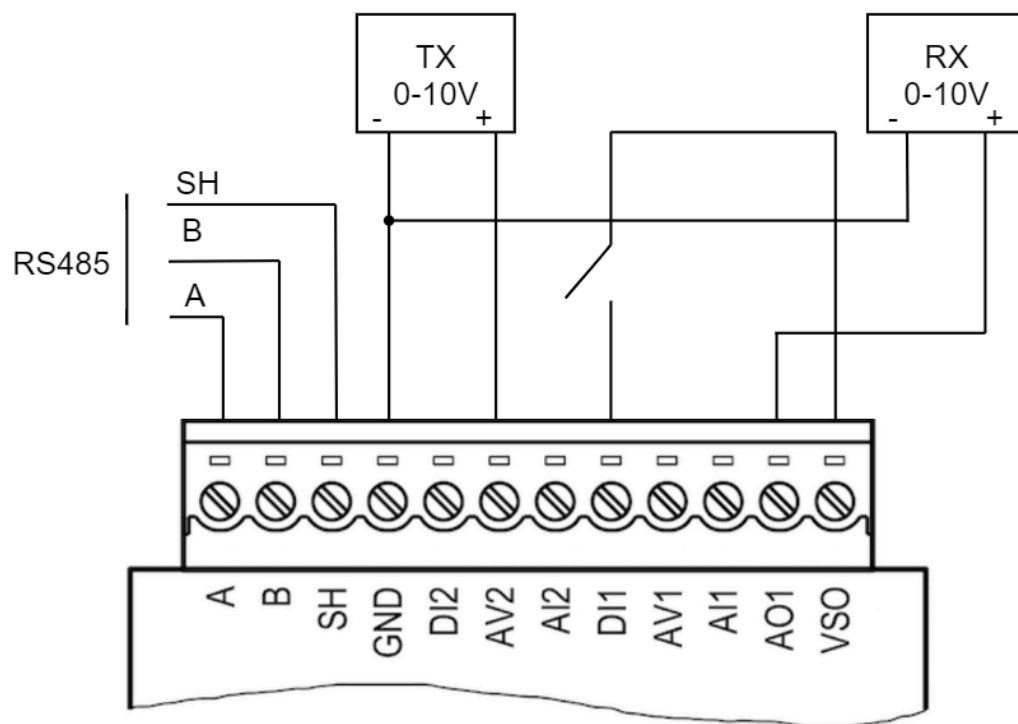 TX
0-10V
- +
RX
0-10V
- +
SH
B
RS485
A
A
B
SH
GND
DI2
AV2
AI2
DI1
AV1
AI1
AO1
VSO